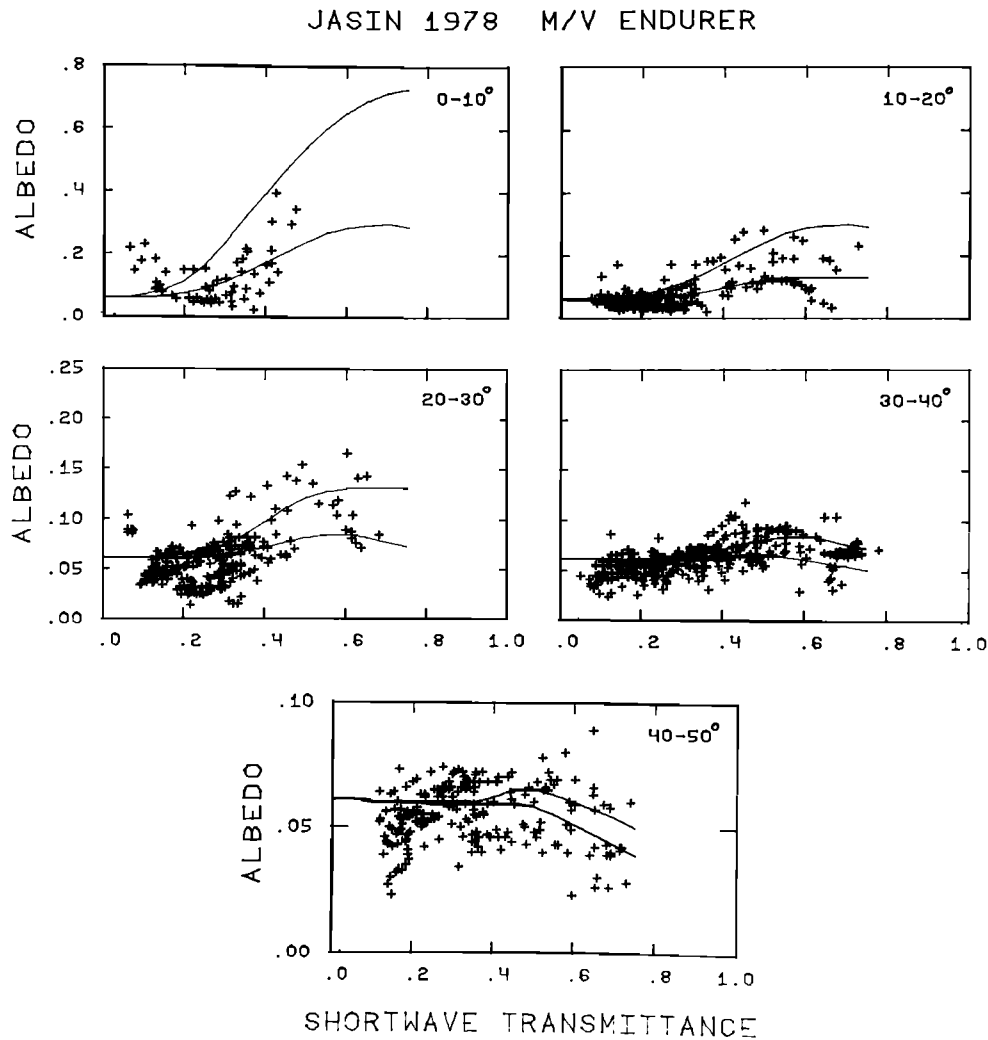 JASIN 1978 M/V ENDURER
.8
.6
.4
.2
.0
ALBEDO
0-10°
10-20°
.25
.20
.15
.10
.05
.00
ALBEDO
20-30°
30-40°
.0 .2 .4 .6 .8 1.0
.0 .2 .4 .6 .8 1.0
.10
.05
.00
ALBEDO
40-50°
.0 .2 .4 .6 .8 1.0
SHORTWAVE TRANSMITTANCE